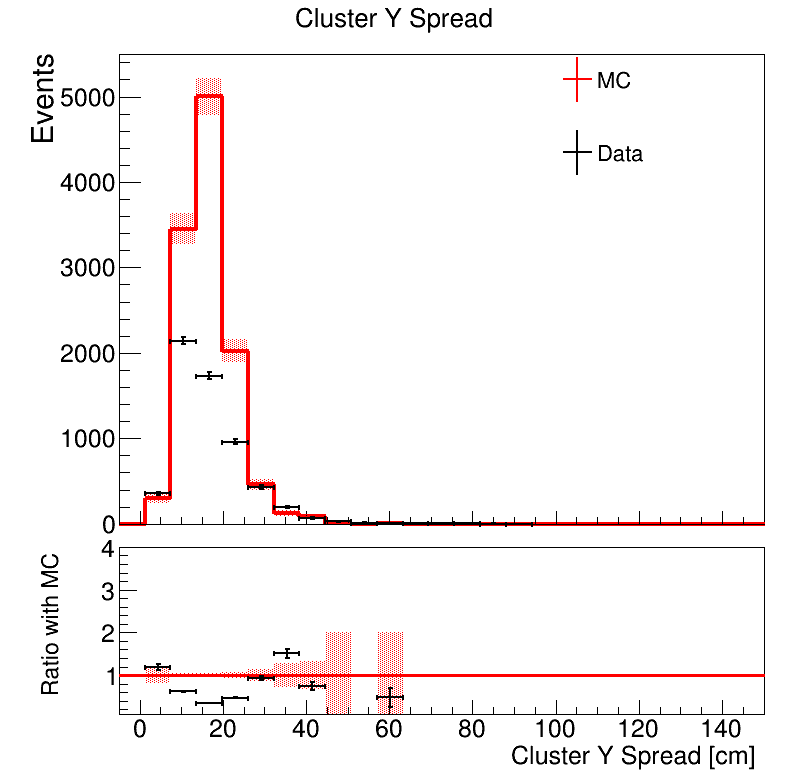 Cluster Y Spread
Events
5000
4000
3000
2000
1000
0
MC
Data
Ratio with MC
4
3
2
1
0 20 40 60 80 100 120 140
Cluster Y Spread [cm]